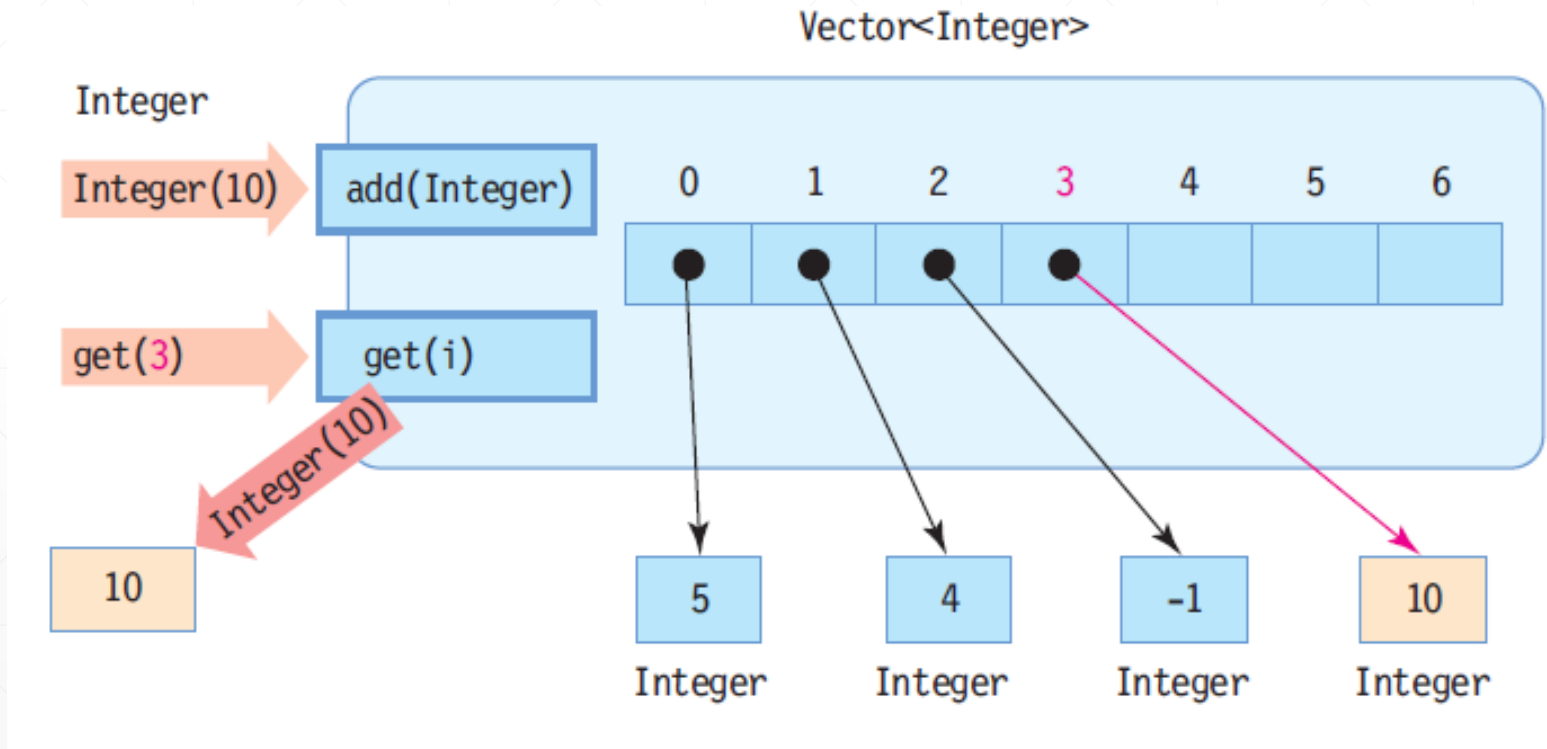 Vector<Integer>
Integer
Integer(10)
add(Integer)
0 1 2 3 4 5 6
get(3)
get(i)
Integer(10)
10
5 4 -1 10
Integer Integer Integer Integer